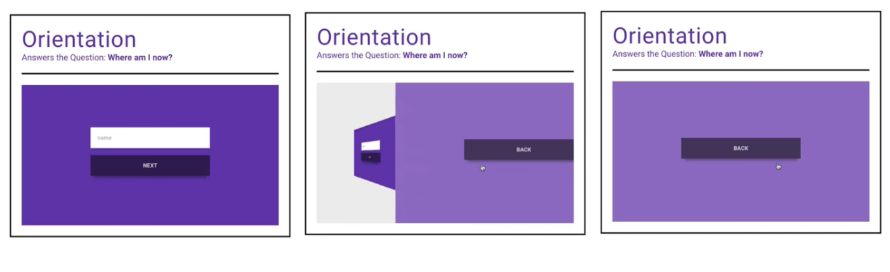 Orientation
Answers the Question: Where am I now?
name
NEXT
Orientation
Answers the Question: Where am I now?
BACK
Orientation
Answers the Question: Where am I now?
BACK